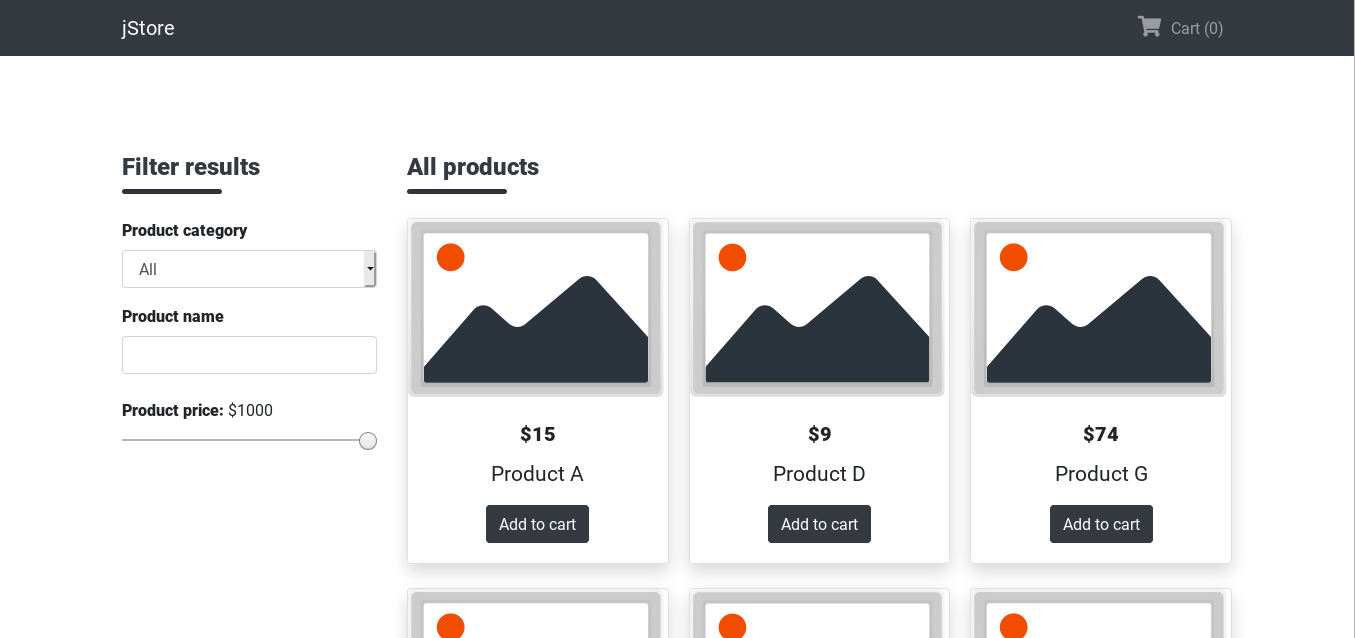 jStore
Cart (0)
Filter results
Product category
All
Product name
Product price: $1000
All products
$15
Product A
Add to cart
$9
Product D
Add to cart
$74
Product G
Add to cart